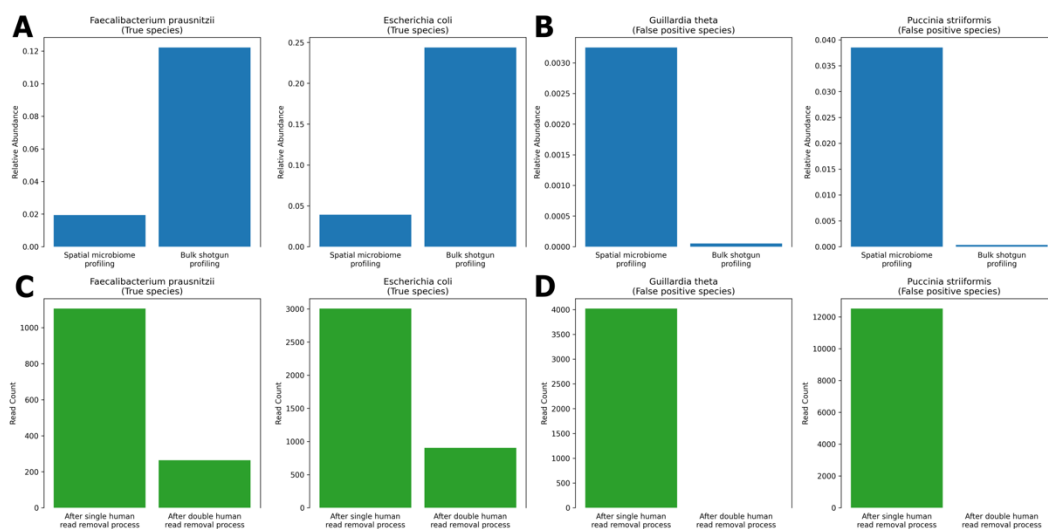 A
Faecalibacterium prausnitzii
(True species)
Relative Abundance
0.12
0.10
0.08
0.06
0.04
0.02
0.00
Spatial microbiome
profiling
Bulk shotgun
profiling
Escherichia coli
(True species)
Relative Abundance
0.25
0.20
0.15
0.10
0.05
0.00
Spatial microbiome
profiling
Bulk shotgun
profiling
B
Guillardia theta
(False positive species)
Relative Abundance
0.0030
0.0025
0.0020
0.0015
0.0010
0.0005
0.0000
Spatial microbiome
profiling
Bulk shotgun
profiling
Puccinia striiformis
(False positive species)
Relative Abundance
0.040
0.035
0.030
0.025
0.020
0.015
0.010
0.005
0.000
Spatial microbiome
profiling
Bulk shotgun
profiling
C
Faecalibacterium prausnitzii
(True species)
Read Count
1000
800
600
400
200
0
After single human
read removal process
After double human
read removal process
Escherichia coli
(True species)
Read Count
3000
2500
2000
1500
1000
500
0
After single human
read removal process
After double human
read removal process
D
Guillardia theta
(False positive species)
Read Count
4000
3500
3000
2500
2000
1500
1000
500
0
After single human
read removal process
After double human
read removal process
Puccinia striiformis
(False positive species)
Read Count
12000
10000
8000
6000
4000
2000
0
After single human
read removal process
After double human
read removal process